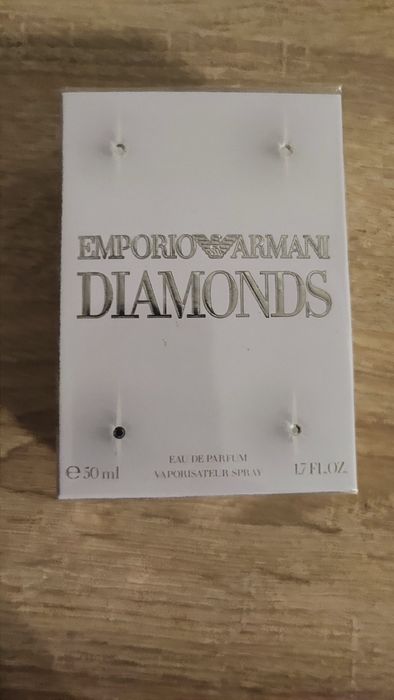 EMPORIO ARMANI
DIAMONDS
EAU DE PARFUM
℮ 50 ml VAPORISATEUR SPRAY 1.7 FL.OZ.